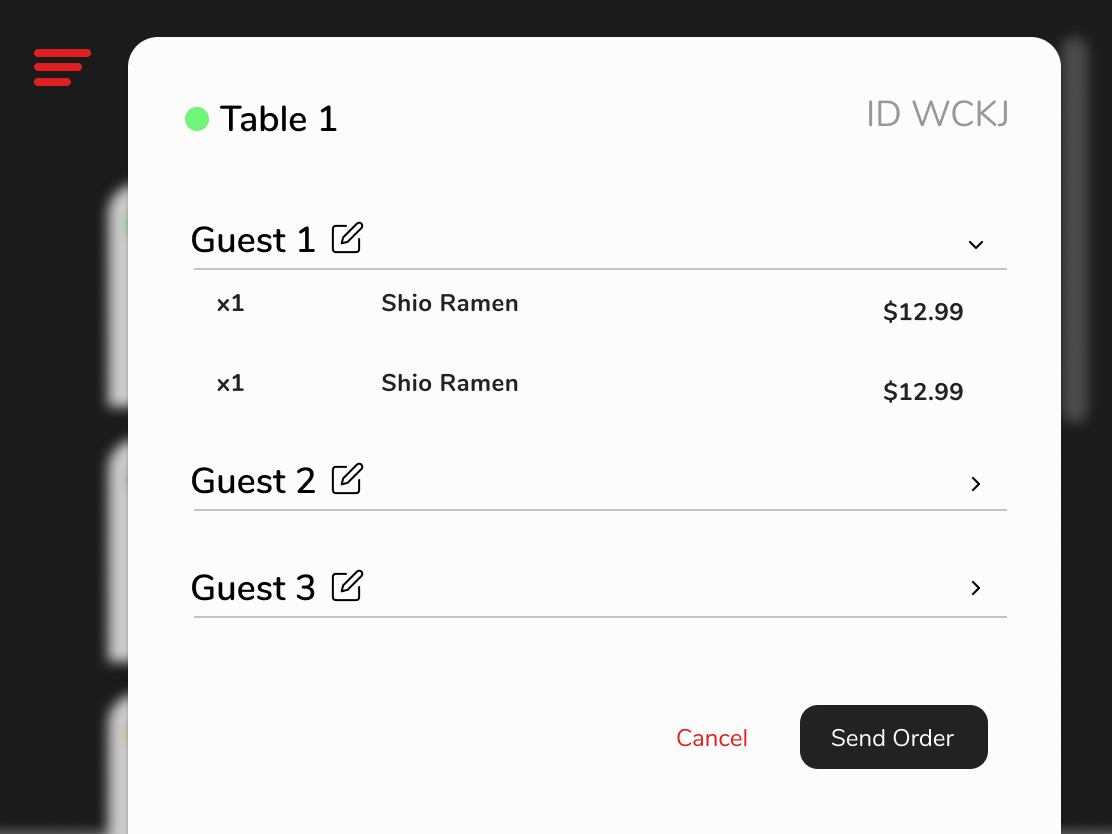 Table 1
ID WCKJ
Guest 1
x1 Shio Ramen $12.99
x1 Shio Ramen $12.99
Guest 2
Guest 3
Cancel Send Order